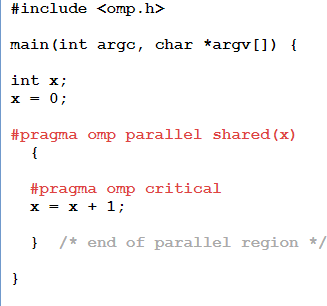 #include <omp.h>
main(int argc, char *argv[]) {
int x;
x = 0;
#pragma omp parallel shared(x)
{
#pragma omp critical
x = x + 1;
} /* end of parallel region */
}